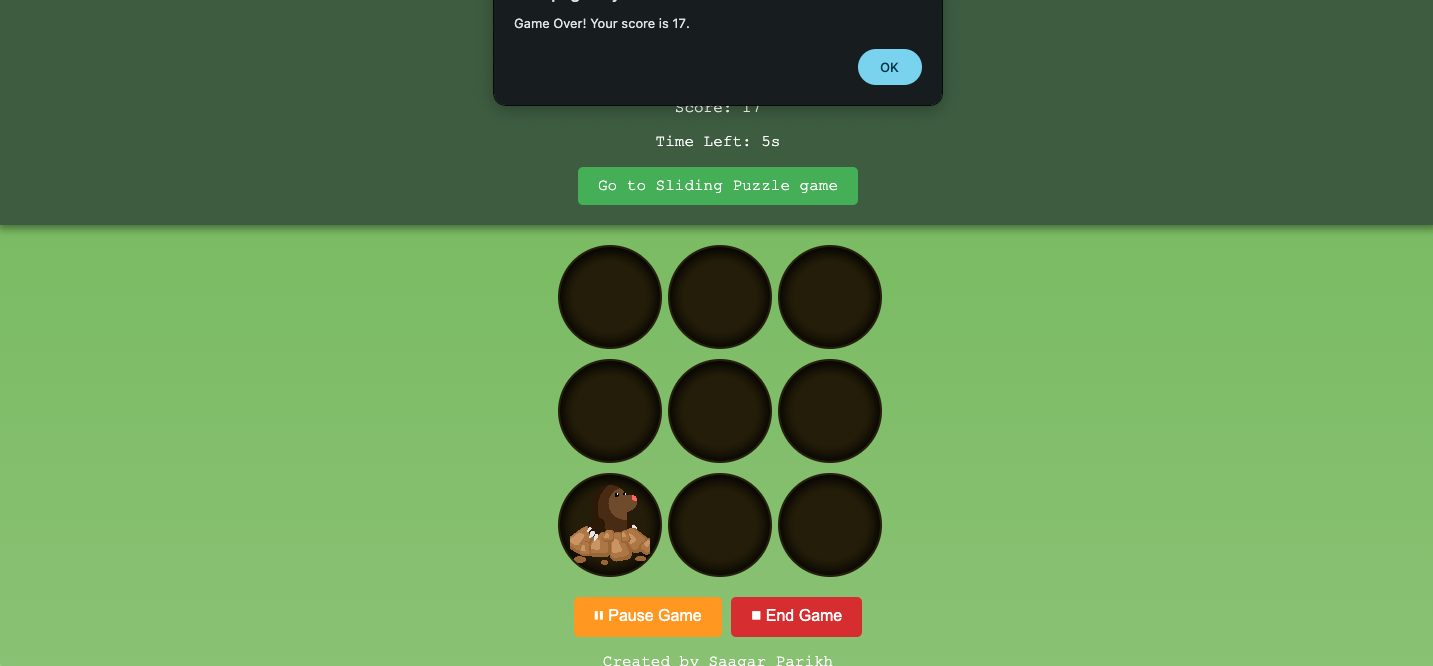 Game Over! Your score is 17.
OK
Score: 17
Time Left: 5s
Go to Sliding Puzzle game
Pause Game
End Game
Created by Saagar Parikh